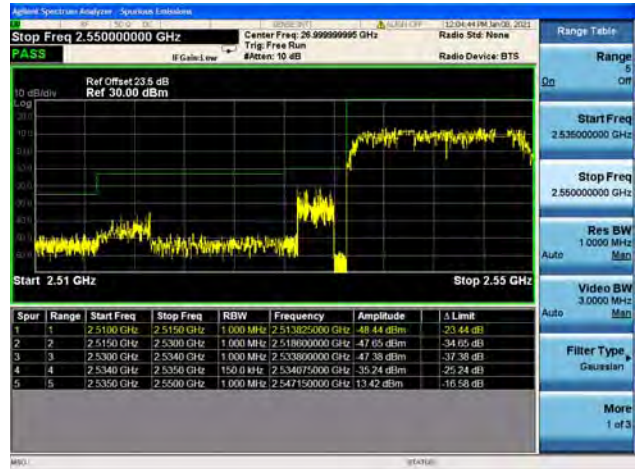 Agilent Spectrum Analyzer - Spurious Emissions
RF 50 Ω DC SENSE:INT ALIGN OFF 12:04:44 PM Jan 08, 2021
Stop Freq 2.550000000 GHz
Center Freq: 26.999999995 GHz
Radio Std: None
PASS
IFGain:Low
Trig: Free Run
#Atten: 10 dB
Radio Device: BTS
Ref Offset 23.5 dB
10 dB/div Ref 30.00 dBm
Log
Start 2.51 GHz Stop 2.55 GHz
Spur Range Start Freq Stop Freq RBW Frequency Amplitude Δ Limit
1 1 2.5100 GHz 2.5150 GHz 1.000 MHz 2.513825000 GHz -48.44 dBm -23.44 dB
2 2 2.5150 GHz 2.5300 GHz 1.000 MHz 2.518600000 GHz -47.65 dBm -34.65 dB
3 3 2.5300 GHz 2.5340 GHz 1.000 MHz 2.533800000 GHz -47.38 dBm -37.38 dB
4 4 2.5340 GHz 2.5350 GHz 150.0 kHz 2.534075000 GHz -35.24 dBm -25.24 dB
5 5 2.5350 GHz 2.5500 GHz 1.000 MHz 2.547150000 GHz 13.42 dBm -16.58 dB
MSG STATUS
Range Table
Range
5
On Off
Start Freq
2.535000000 GHz
Stop Freq
2.550000000 GHz
Res BW
1.0000 MHz
Auto Man
Video BW
3.0000 MHz
Auto Man
Filter Type
Gaussian
More
1 of 3